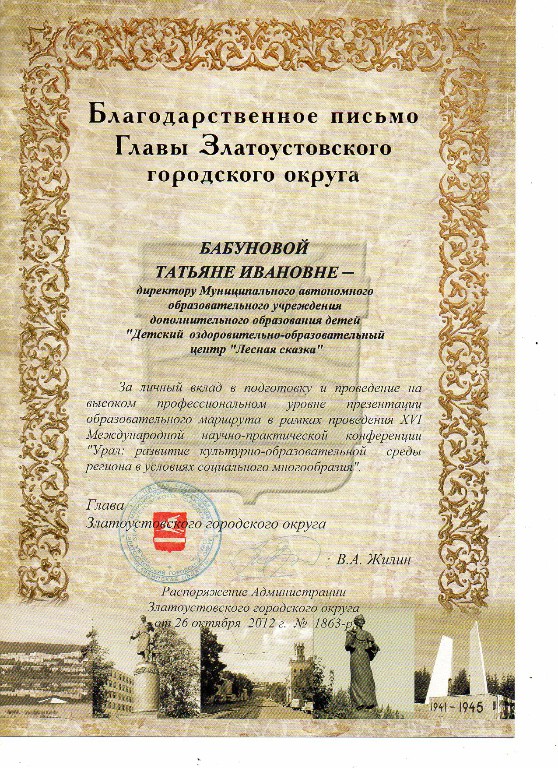 Благодарственное письмо
Главы Златоустовского
городского округа
БАБУНОВОЙ
ТАТЬЯНЕ ИВАНОВНЕ —
директору Муниципального автономного
образовательного учреждения
дополнительного образования детей
"Детский оздоровительно-образовательный
центр "Лесная сказка"
За личный вклад в подготовку и проведение на
высоком профессиональном уровне презентации
образовательного маршрута в рамках проведения XVI
Международной научно-практической конференции
"Урал: развитие культурно-образовательной среды
региона в условиях социального многообразия".
Глава
Златоустовского городского округа
В.А. Жилин
Распоряжение Администрации
Златоустовского городского округа
от 26 октября 2012 г. № 1863-р
1941 - 1945